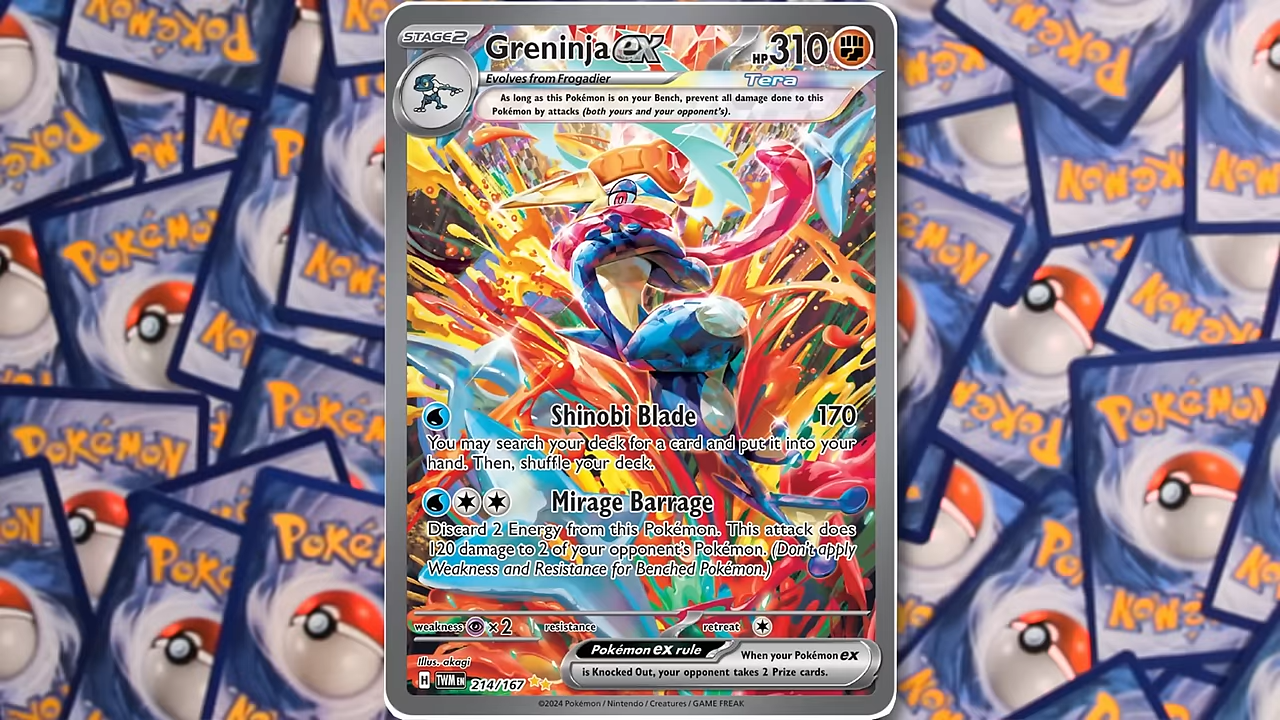 STAGE2 Greninja ex HP310
Evolves from Frogadier Tera
As long as this Pokémon is on your Bench, prevent all damage done to this
Pokémon by attacks (both yours and your opponent's).
Shinobi Blade 170
You may search your deck for a card and put it into your
hand. Then, shuffle your deck.
Mirage Barrage
Discard 2 Energy from this Pokémon. This attack does
120 damage to 2 of your opponent's Pokémon. (Don't apply
Weakness and Resistance for Benched Pokémon.)
weakness ×2 resistance retreat
Pokémon ex rule When your Pokémon ex
is Knocked Out, your opponent takes 2 Prize cards.
Illus. akagi
H TWM EN 214/167
©2024 Pokémon / Nintendo / Creatures / GAME FREAK
POKéMON
POKéMON